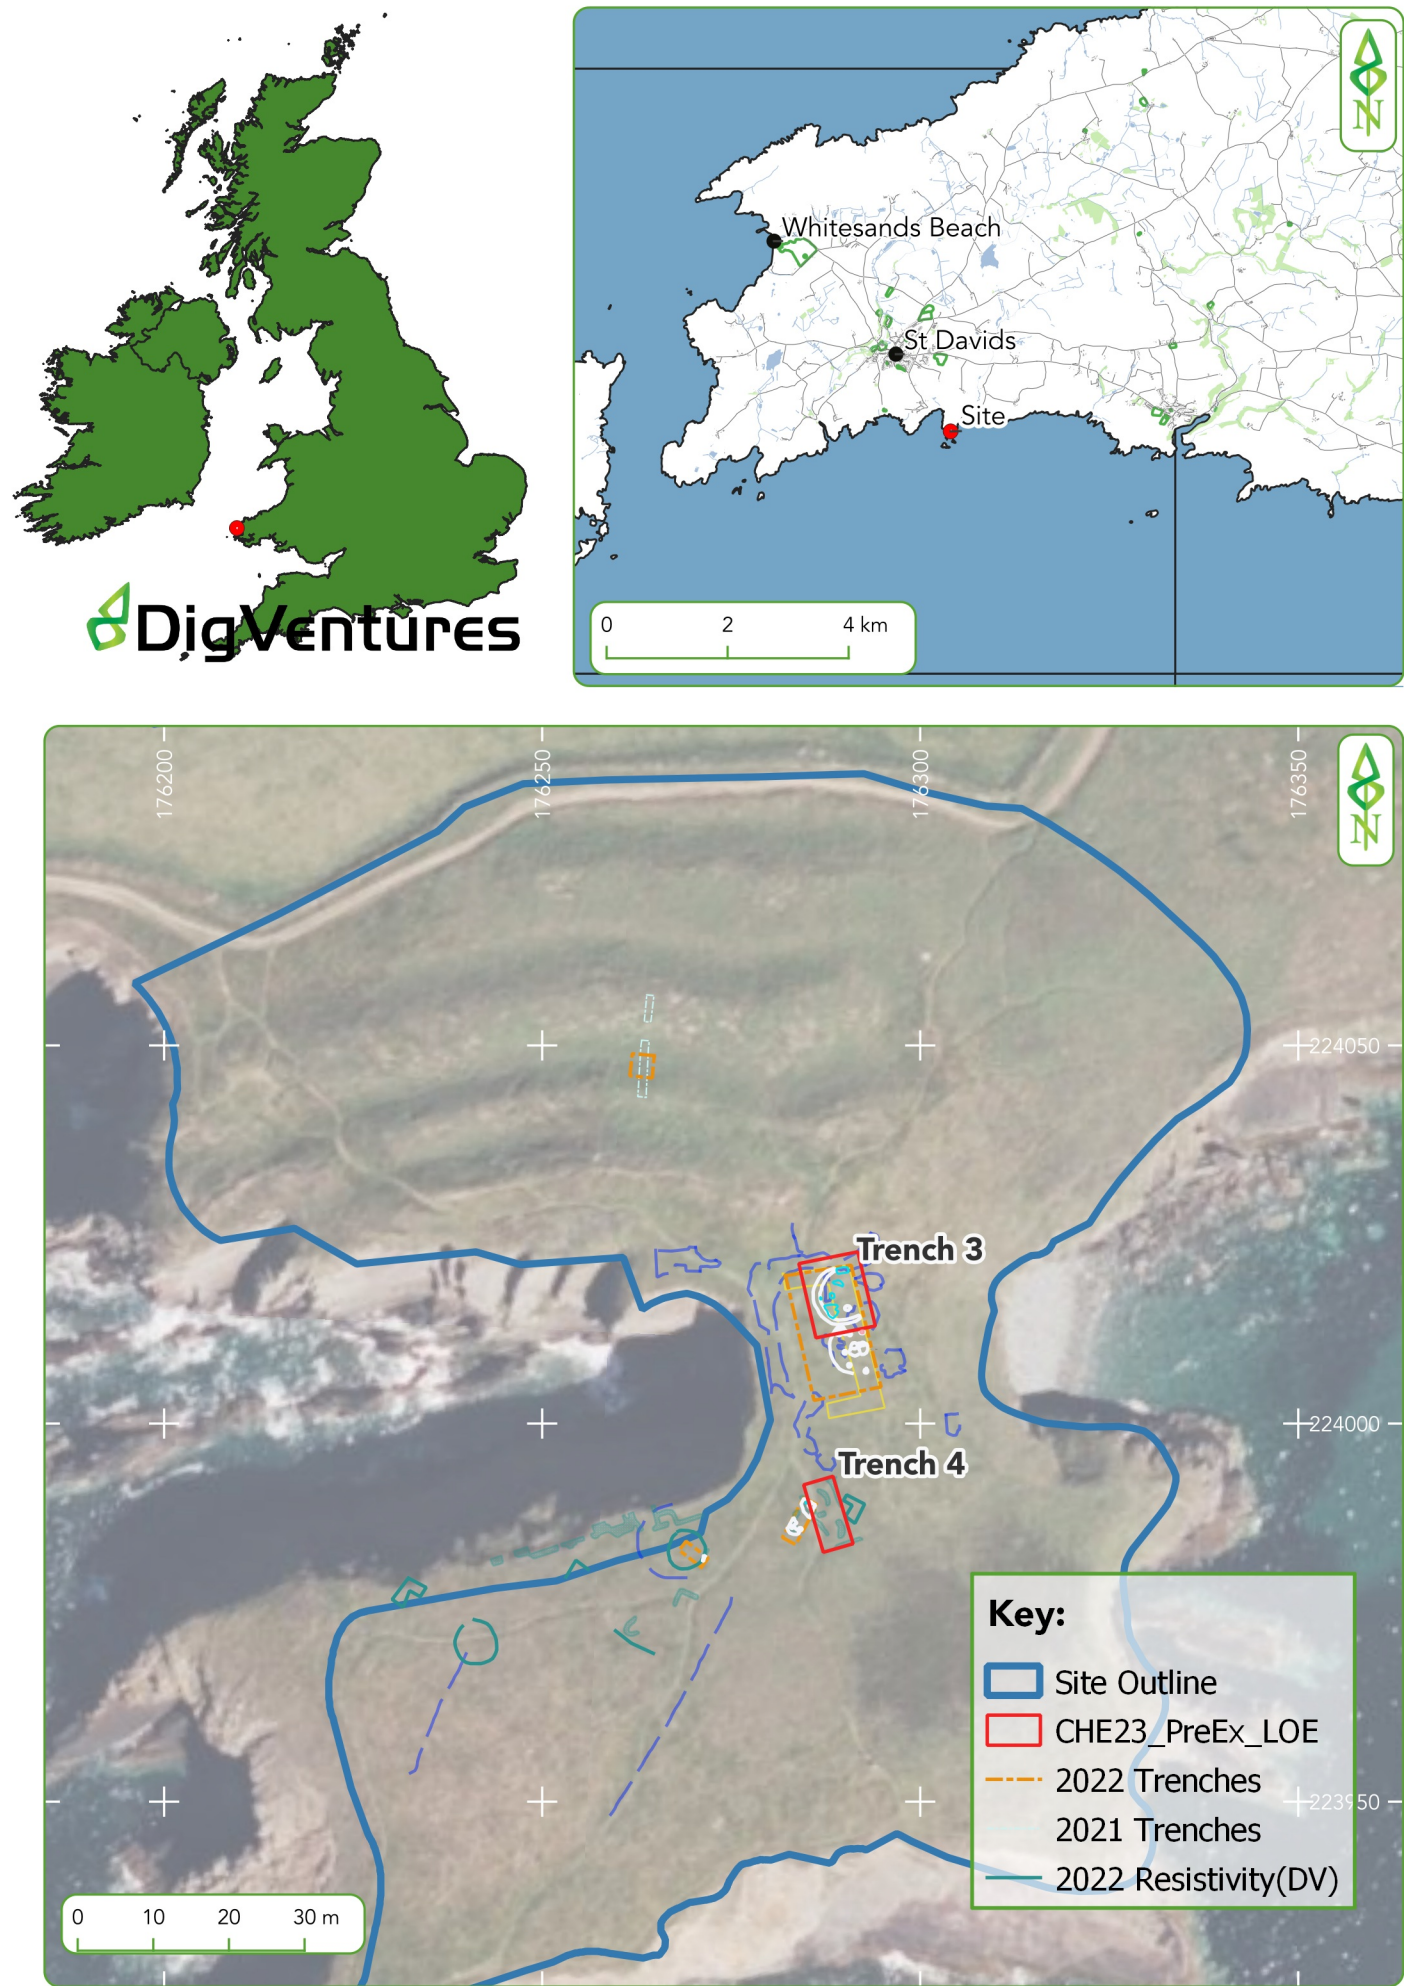 DigVentures
N
Whitesands Beach
St Davids
Site
0 2 4 km
176200
176250
176300
176350
N
224050
Trench 3
224000
Trench 4
223950
Key:
Site Outline
CHE23_PreEx_LOE
2022 Trenches
2021 Trenches
2022 Resistivity(DV)
0 10 20 30 m